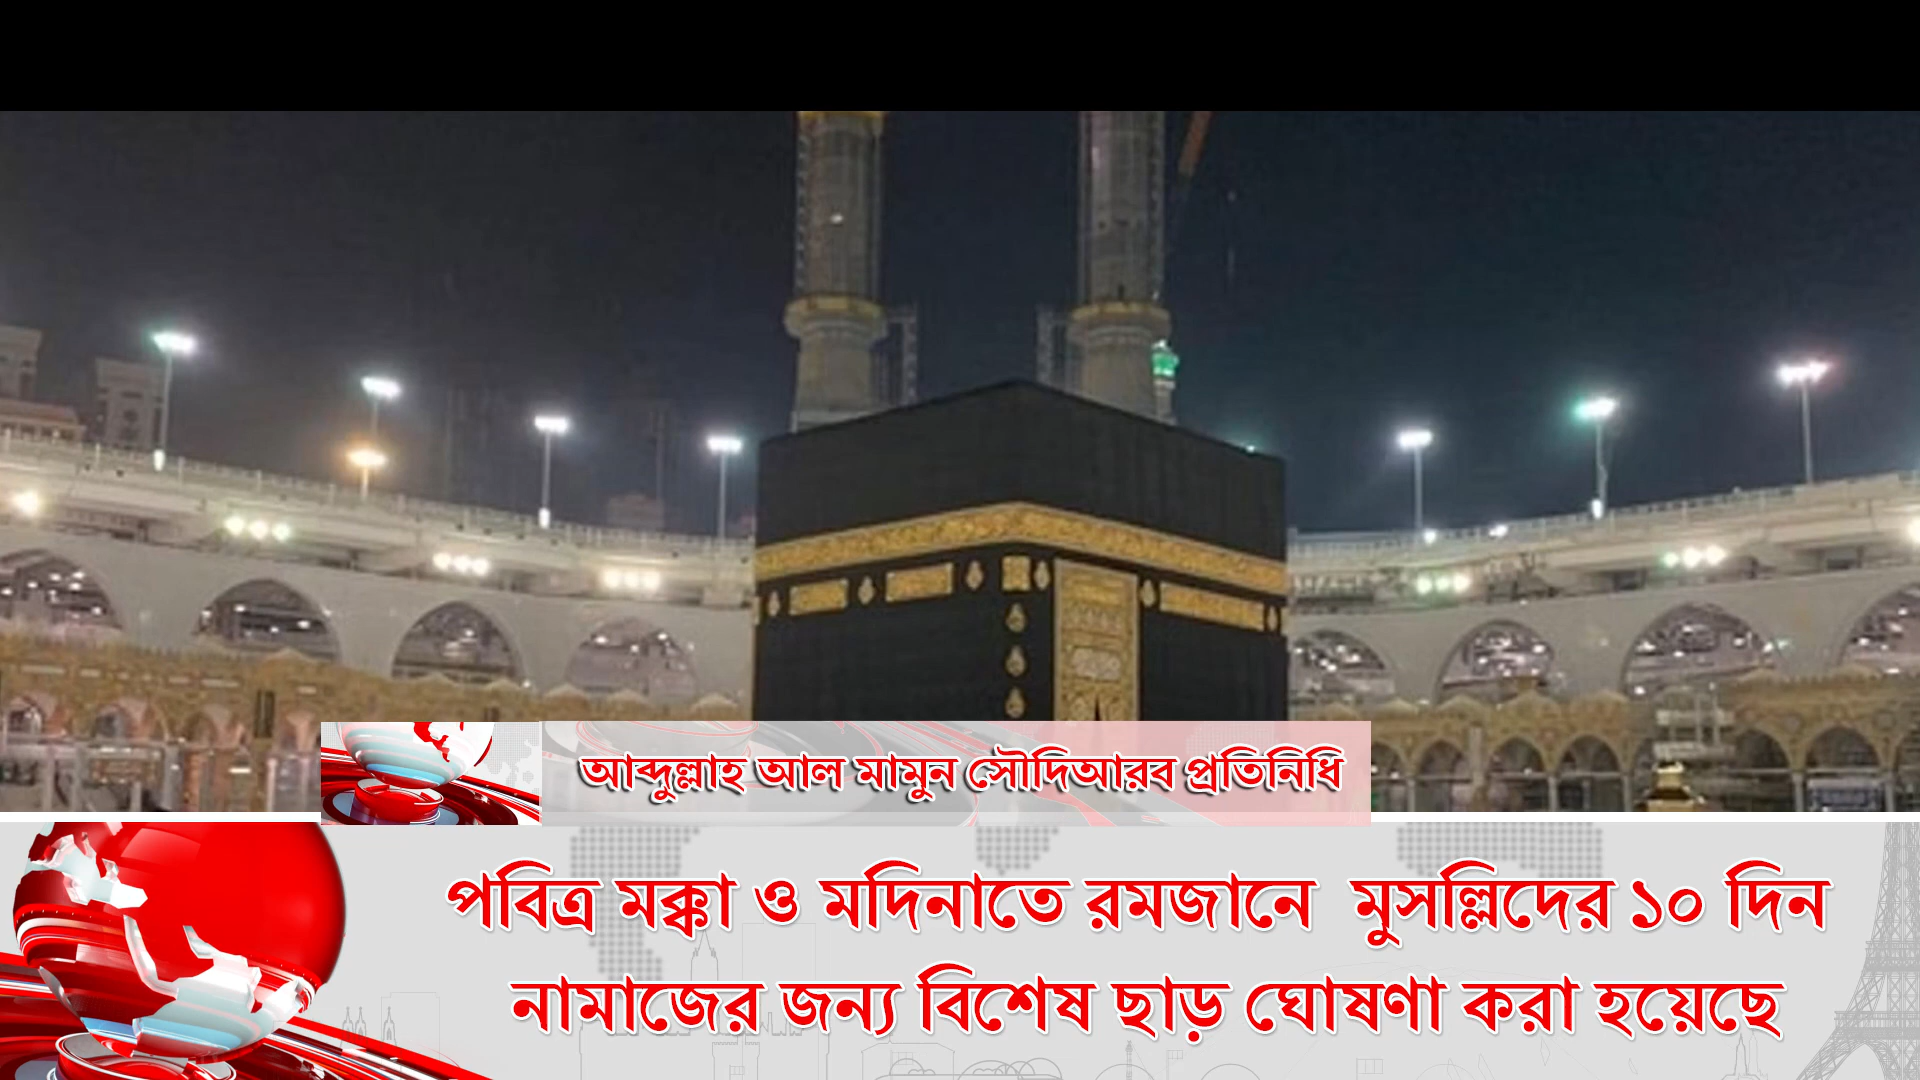 আব্দুল্লাহ আল মামুন সৌদিআরব প্রতিনিধি
পবিত্র মক্কা ও মদিনাতে রমজানে মুসল্লিদের ১০ দিন
নামাজের জন্য বিশেষ ছাড় ঘোষণা করা হয়েছে